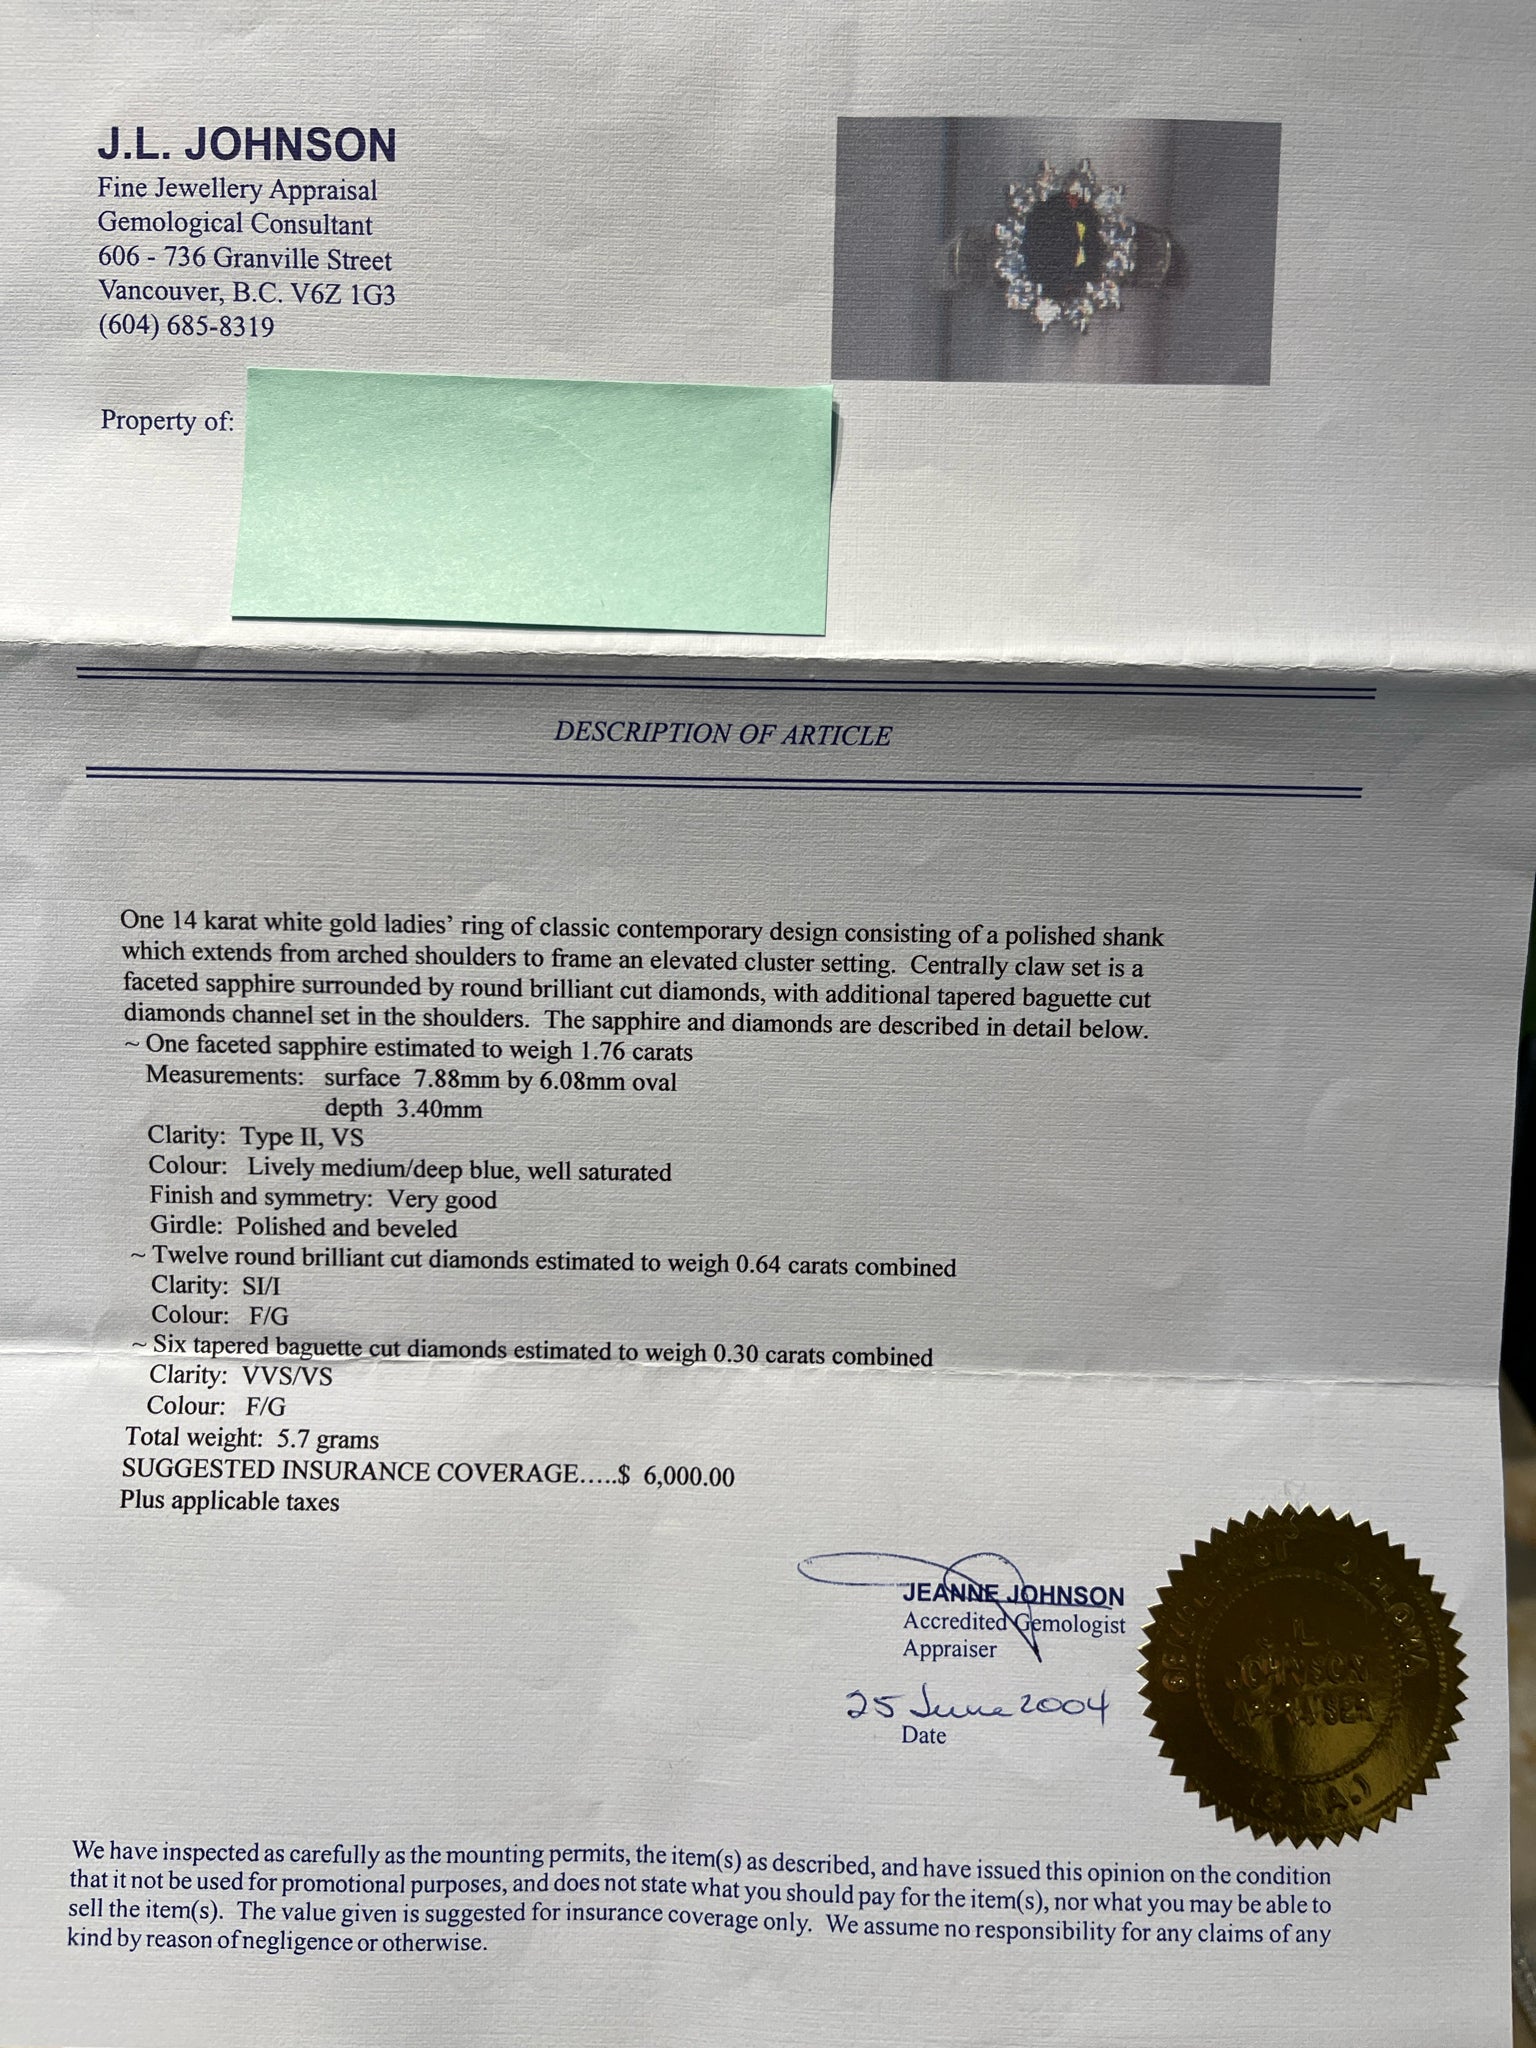 J.L. JOHNSON
Fine Jewellery Appraisal
Gemological Consultant
606 - 736 Granville Street
Vancouver, B.C. V6Z 1G3
(604) 685-8319
Property of:
DESCRIPTION OF ARTICLE
One 14 karat white gold ladies' ring of classic contemporary design consisting of a polished shank
which extends from arched shoulders to frame an elevated cluster setting. Centrally claw set is a
faceted sapphire surrounded by round brilliant cut diamonds, with additional tapered baguette cut
diamonds channel set in the shoulders. The sapphire and diamonds are described in detail below.
~ One faceted sapphire estimated to weigh 1.76 carats
Measurements: surface 7.88mm by 6.08mm oval
depth 3.40mm
Clarity: Type II, VS
Colour: Lively medium/deep blue, well saturated
Finish and symmetry: Very good
Girdle: Polished and beveled
~ Twelve round brilliant cut diamonds estimated to weigh 0.64 carats combined
Clarity: SI/I
Colour: F/G
~ Six tapered baguette cut diamonds estimated to weigh 0.30 carats combined
Clarity: VVS/VS
Colour: F/G
Total weight: 5.7 grams
SUGGESTED INSURANCE COVERAGE.....$ 6,000.00
Plus applicable taxes
JEANNE JOHNSON
Accredited Gemologist
Appraiser
25 June 2004
Date
J.L.
JOHNSON
APPRAISER
We have inspected as carefully as the mounting permits, the item(s) as described, and have issued this opinion on the condition
that it not be used for promotional purposes, and does not state what you should pay for the item(s), nor what you may be able to
sell the item(s). The value given is suggested for insurance coverage only. We assume no responsibility for any claims of any
kind by reason of negligence or otherwise.